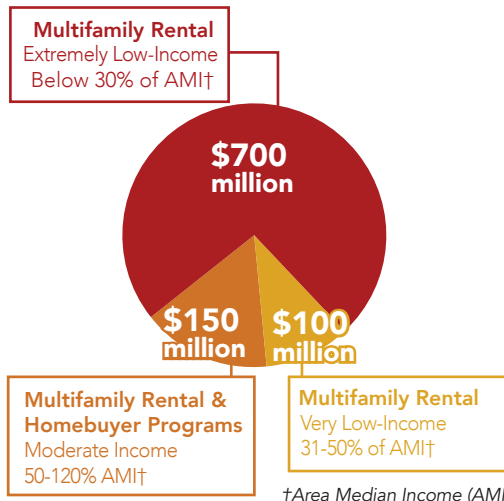 Multifamily Rental
Extremely Low-Income
Below 30% of AMI†
$700
million
$150
million
$100
million
Multifamily Rental &
Homebuyer Programs
Moderate Income
50-120% AMI†
Multifamily Rental
Very Low-Income
31-50% of AMI†
†Area Median Income (AMI